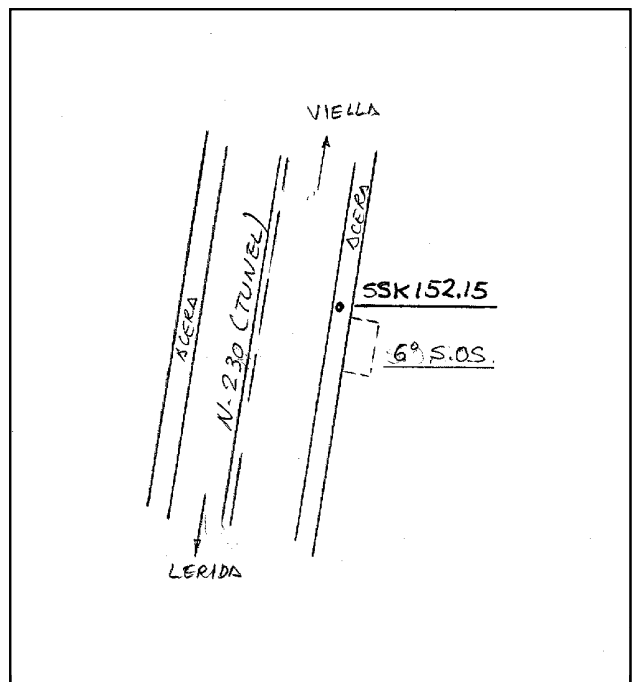 VIELLA
ACERA
SSK152.15
N-230 (TUNEL)
ACERA
6º S.OS.
LERIDA